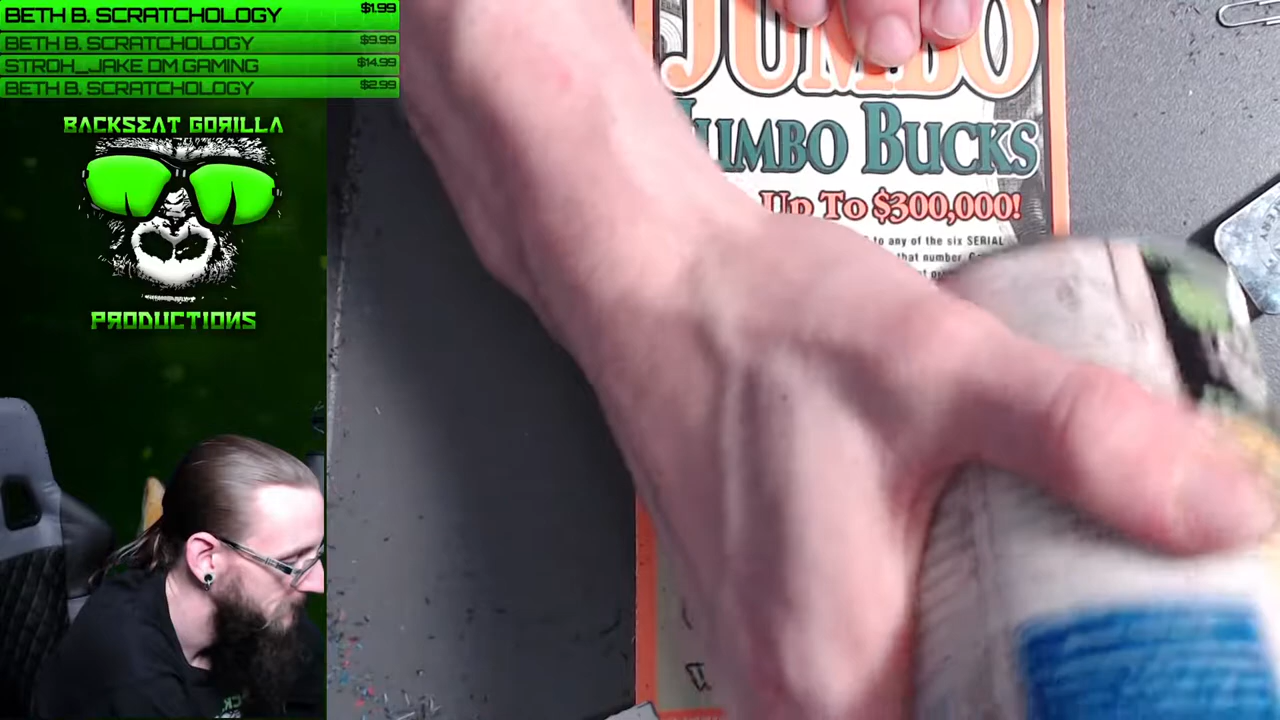 BETH B. SCRATCHOLOGY $1.99
BETH B. SCRATCHOLOGY $9.99
STROH_JAKE DM GAMING $14.99
BETH B. SCRATCHOLOGY $2.99
BACKSEAT GORILLA
PRODUCTIONS
JUMBO
JUMBO BUCKS
Up To $300,000!
to any of the six SERIAL
that number.